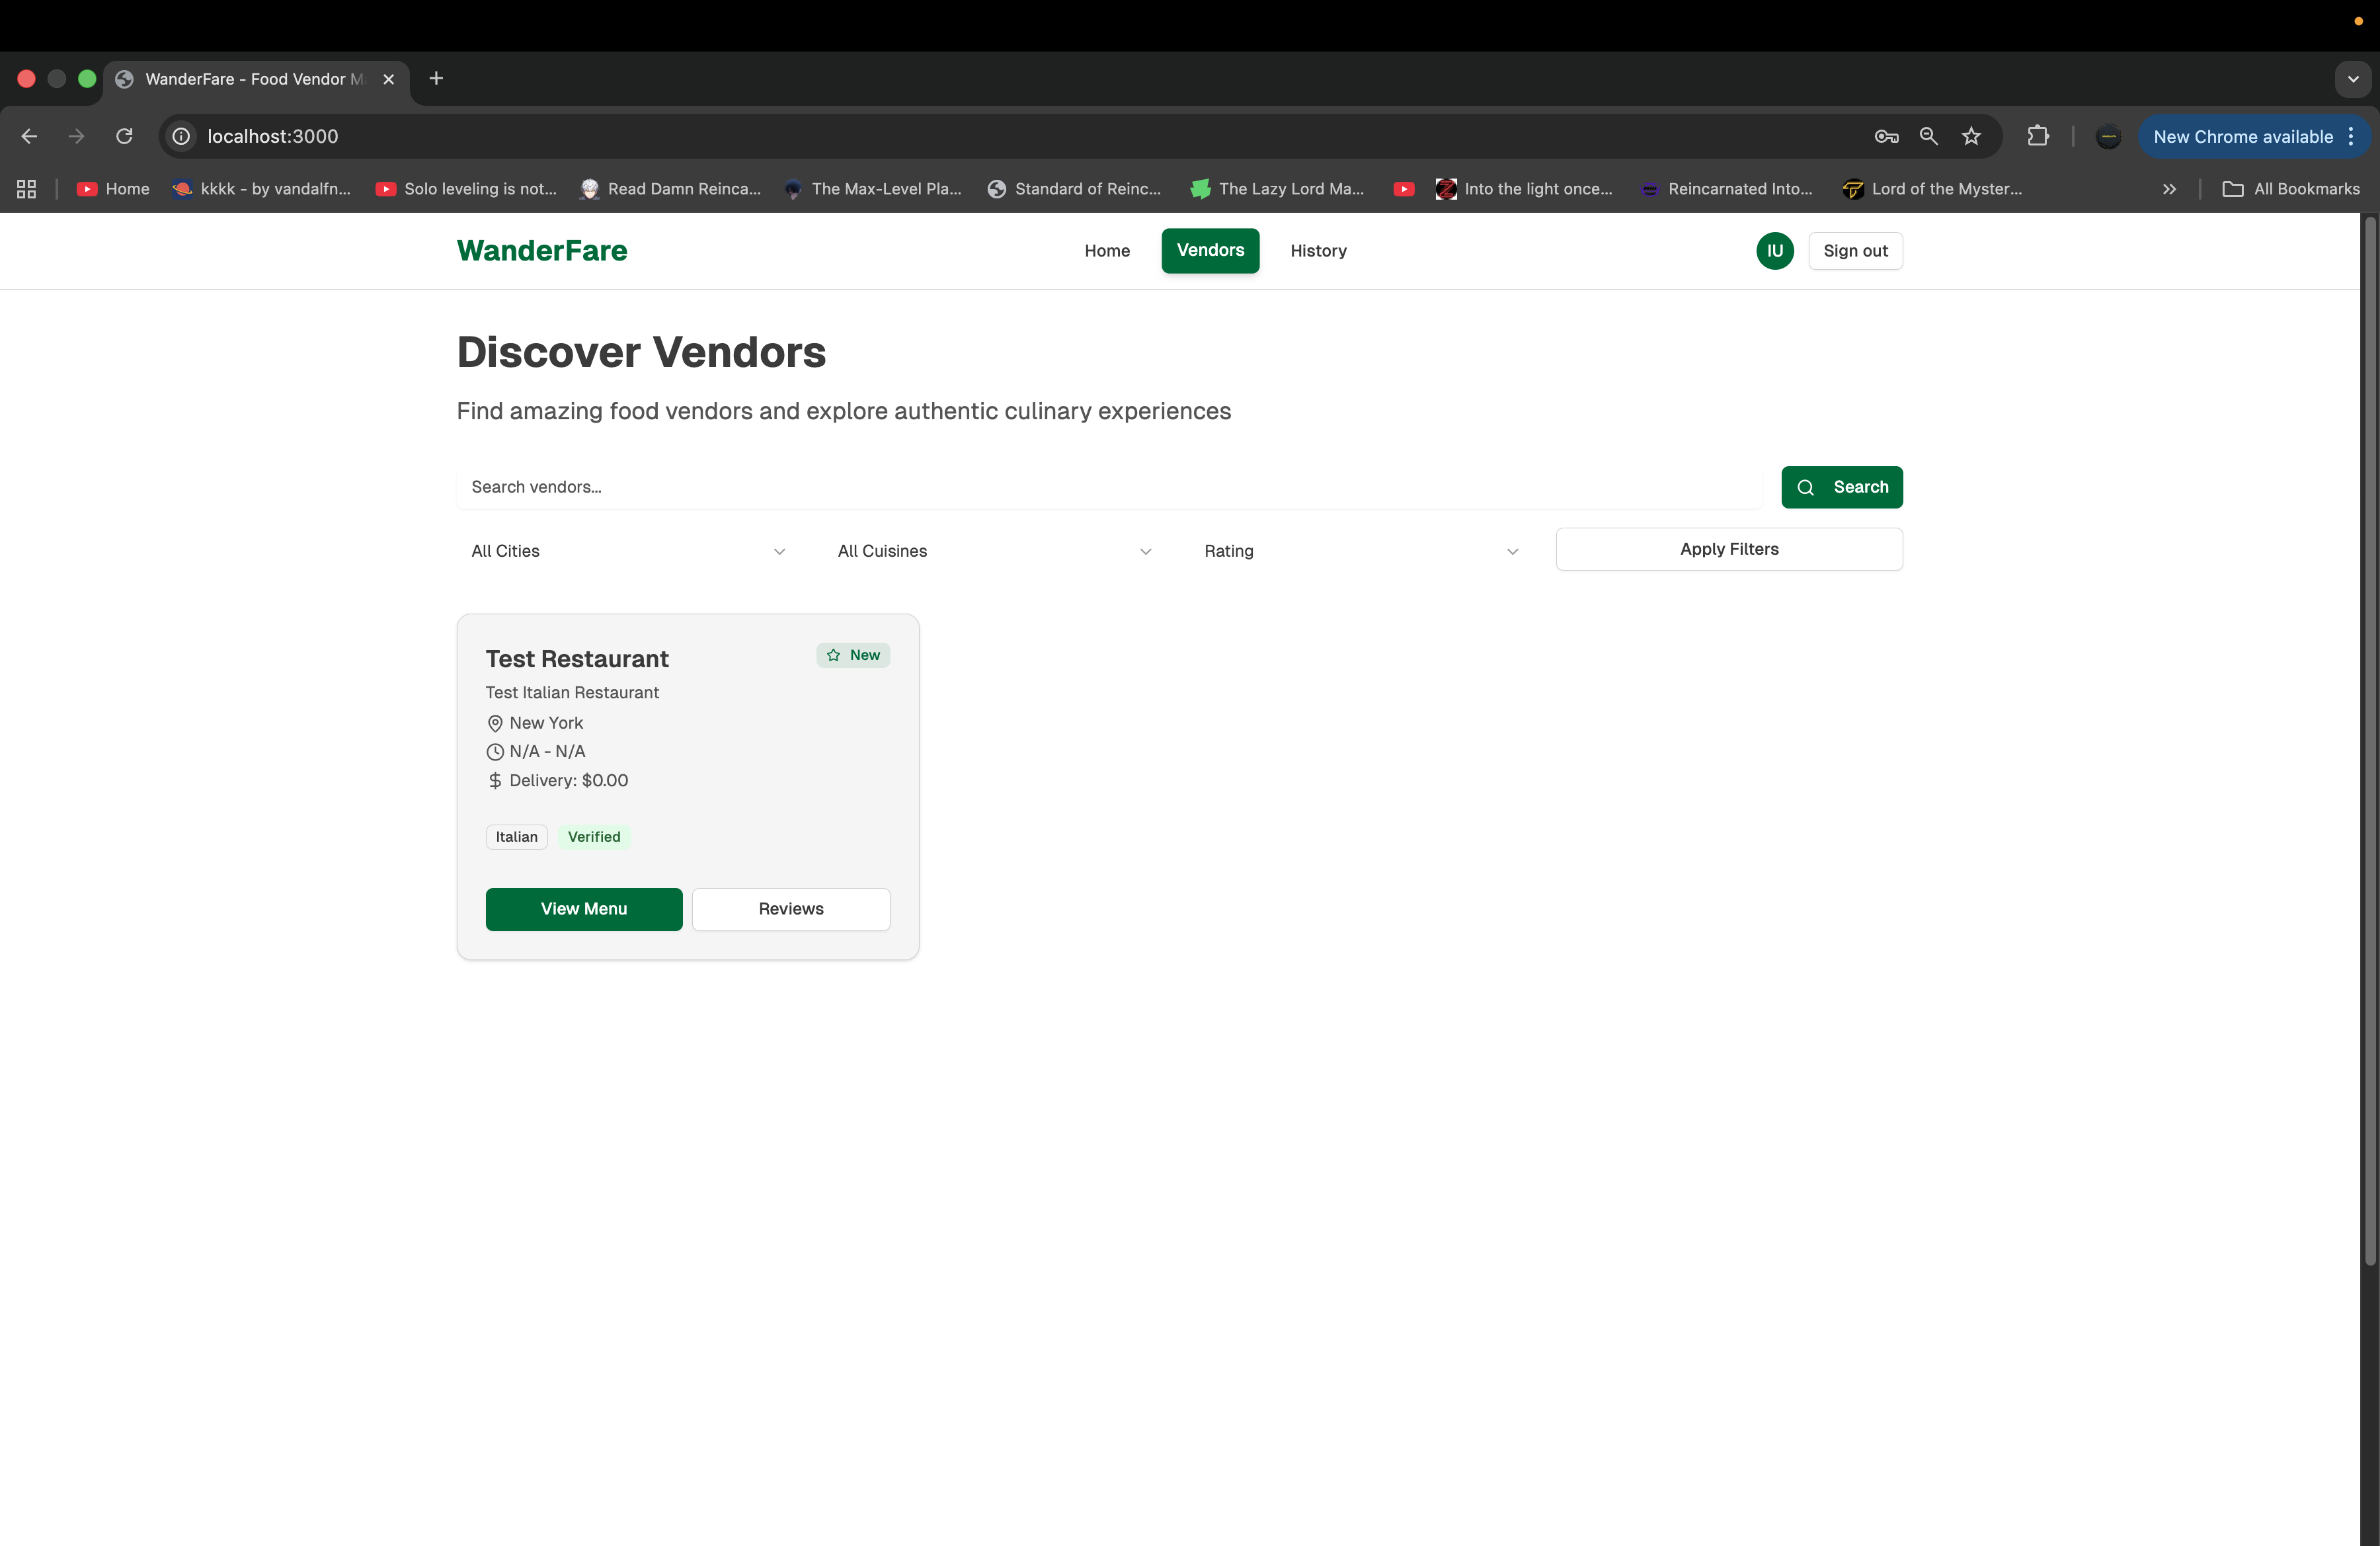 WanderFare - Food Vendor M
localhost:3000
New Chrome available
Home
kkkk - by vandalfn...
Solo leveling is not...
Read Damn Reinca...
The Max-Level Pla...
Standard of Reinc...
The Lazy Lord Ma...
Into the light once...
Reincarnated Into...
Lord of the Myster...
All Bookmarks
WanderFare
Home
Vendors
History
IU
Sign out
Discover Vendors
Find amazing food vendors and explore authentic culinary experiences
Search vendors...
Search
All Cities
All Cuisines
Rating
Apply Filters
Test Restaurant
New
Test Italian Restaurant
New York
N/A - N/A
$ Delivery: $0.00
Italian
Verified
View Menu
Reviews